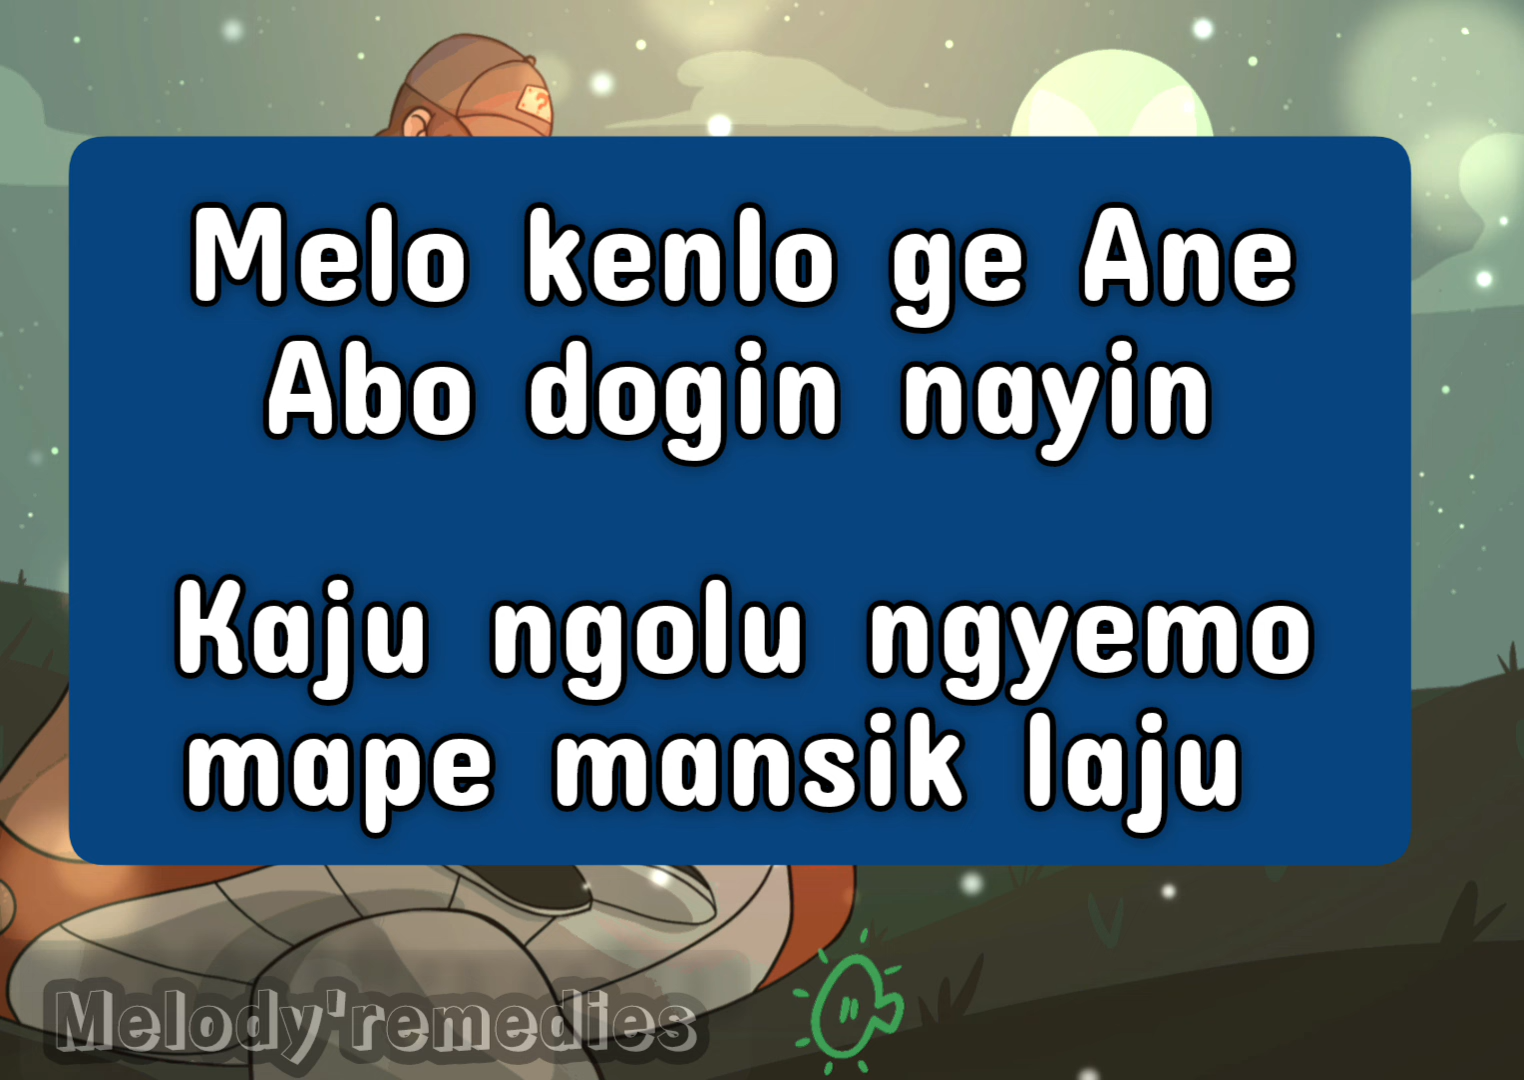 Melo kenlo ge Ane
Abo dogin nayin
Kaju ngolu ngyemo
mape mansik laju
Melody'remedies